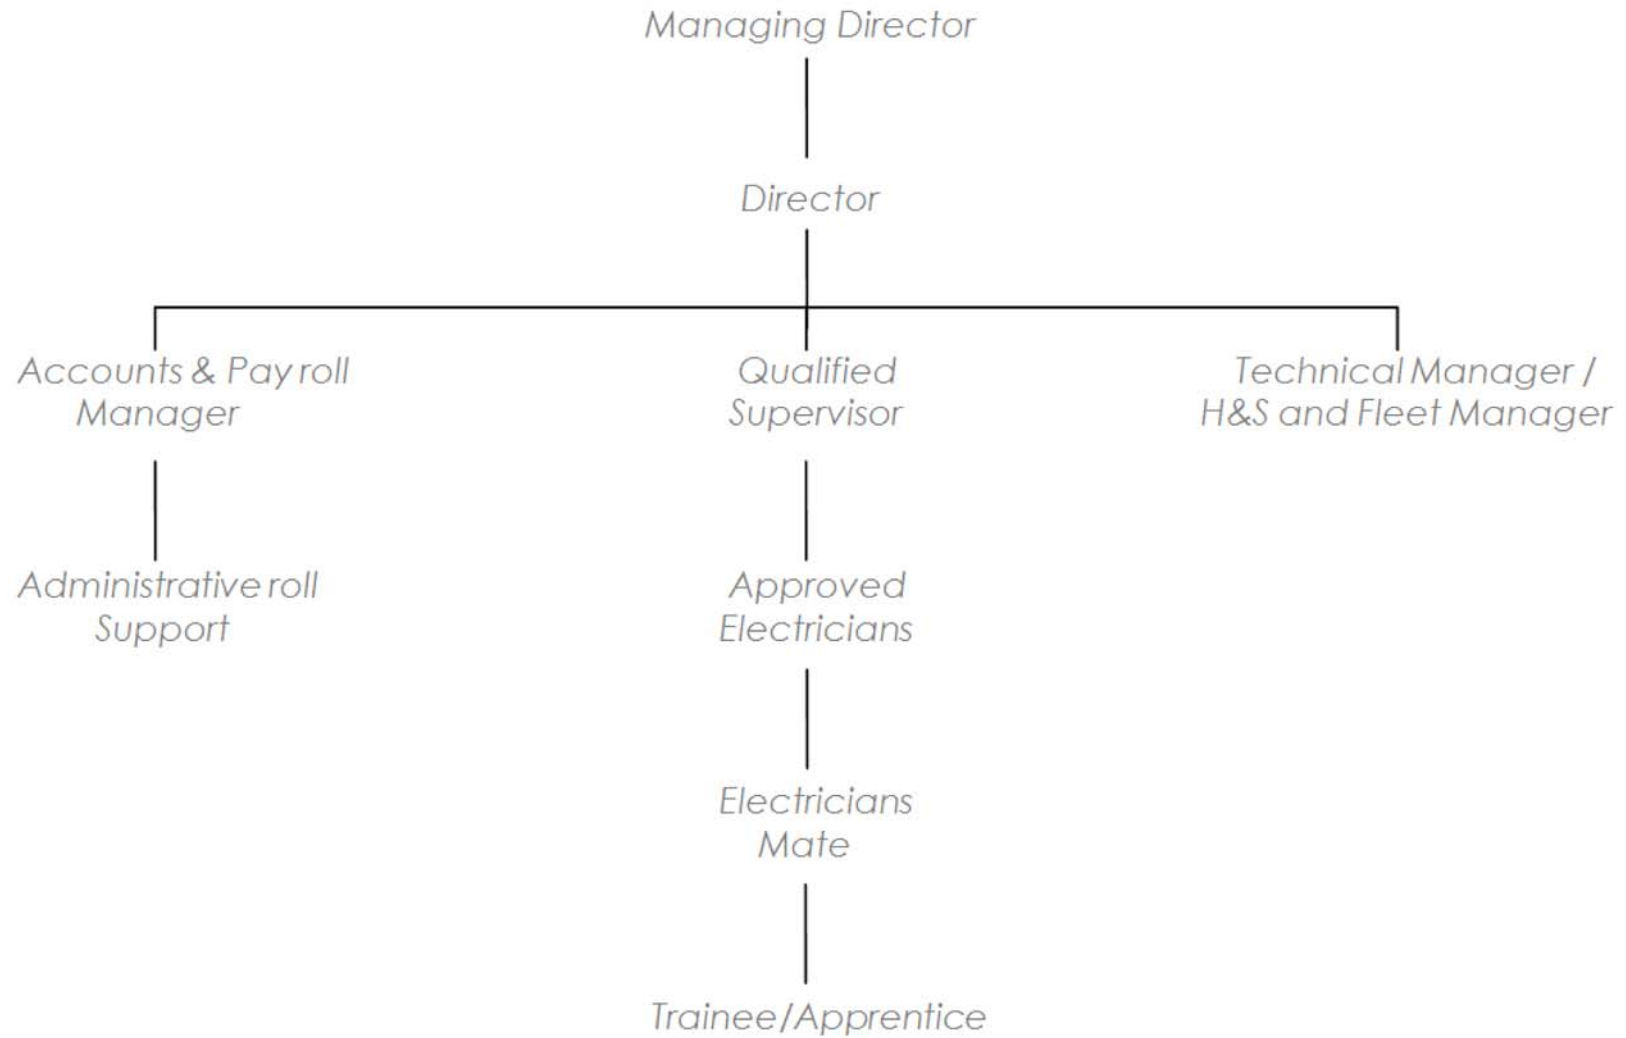 Managing Director
Director
Accounts & Pay roll
Manager
Qualified
Supervisor
Technical Manager /
H&S and Fleet Manager
Administrative roll
Support
Approved
Electricians
Electricians
Mate
Trainee/Apprentice